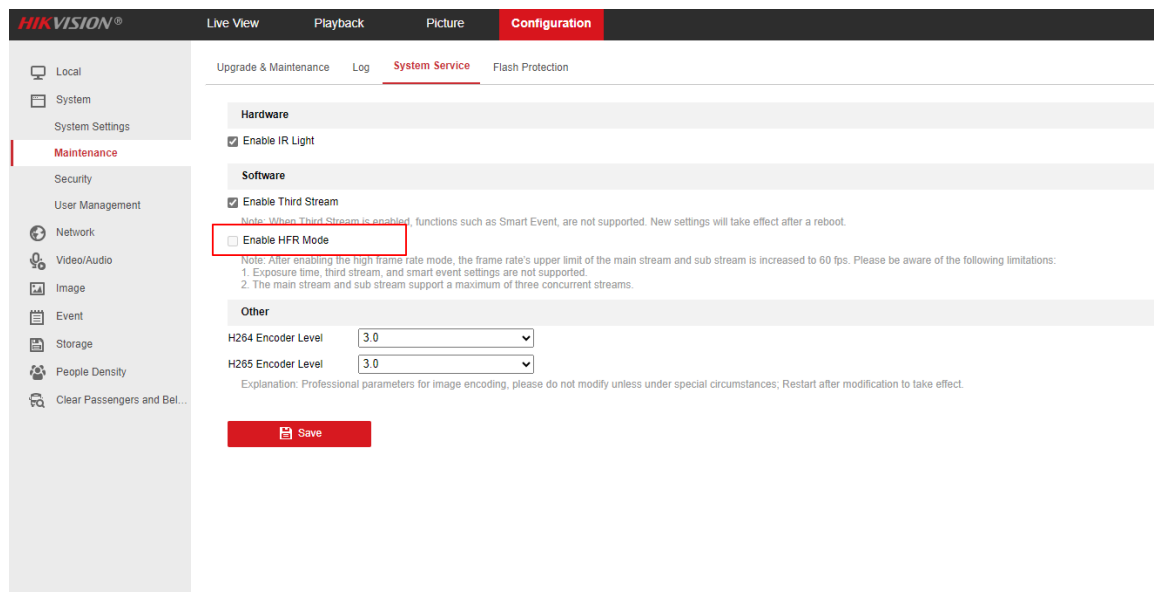 HIKVISION® Live View Playback Picture Configuration
Local
System
System Settings
Maintenance
Security
User Management
Network
Video/Audio
Image
Event
Storage
People Density
Clear Passengers and Bel...
Upgrade & Maintenance Log System Service Flash Protection
Hardware
Enable IR Light
Software
Enable Third Stream
Note: When Third Stream is enabled, functions such as Smart Event, are not supported. New settings will take effect after a reboot.
Enable HFR Mode
Note: After enabling the high frame rate mode, the frame rate's upper limit of the main stream and sub stream is increased to 60 fps. Please be aware of the following limitations:
1. Exposure time, third stream, and smart event settings are not supported.
2. The main stream and sub stream support a maximum of three concurrent streams.
Other
H264 Encoder Level 3.0
H265 Encoder Level 3.0
Explanation: Professional parameters for image encoding, please do not modify unless under special circumstances; Restart after modification to take effect.
Save